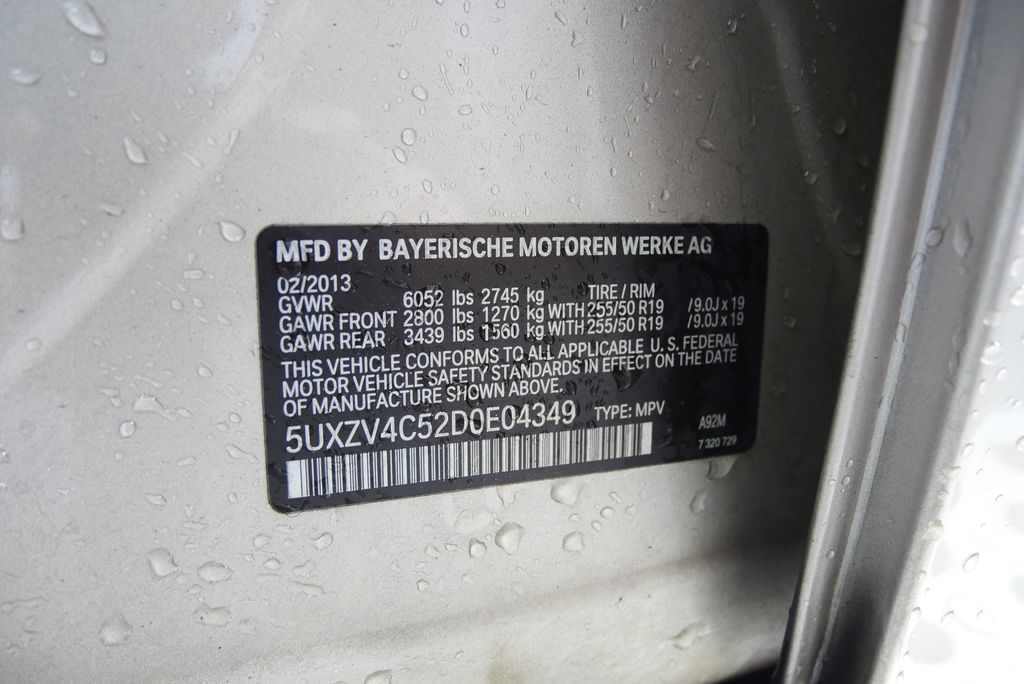 MFD BY BAYERISCHE MOTOREN WERKE AG
02/2013
GVWR 6052 lbs 2745 kg TIRE / RIM
GAWR FRONT 2800 lbs 1270 kg WITH 255/50 R19 /9.0J x 19
GAWR REAR 3439 lbs 1560 kg WITH 255/50 R19 /9.0J x 19
THIS VEHICLE CONFORMS TO ALL APPLICABLE U.S. FEDERAL
MOTOR VEHICLE SAFETY STANDARDS IN EFFECT ON THE DATE
OF MANUFACTURE SHOWN ABOVE.
5UXZV4C52D0E04349 TYPE: MPV A92M
7 320 729